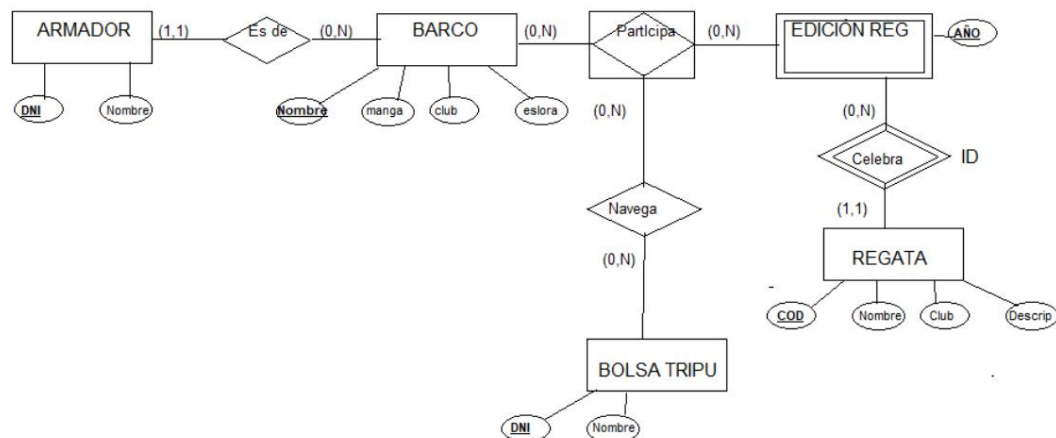 ARMADOR
(1,1)
Es de
(0,N)
BARCO
(0,N)
PartIcipa
(0,N)
EDICIÓN REG
AÑO
DNI
Nombre
Nombre
manga
club
eslora
(0,N)
(0,N)
Celebra
ID
Navega
(1,1)
REGATA
(0,N)
COD
Nombre
Club
Descrip
BOLSA TRIPU
DNI
Nombre